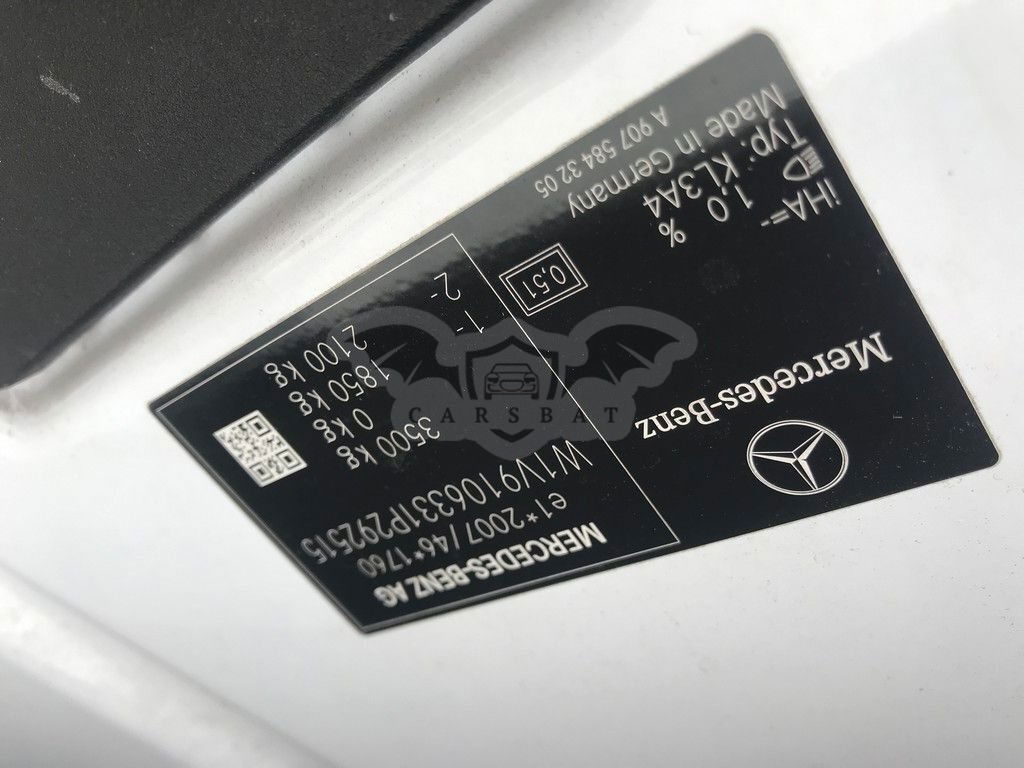 Mercedes-Benz
MERCEDES-BENZ AG
e1*2007/46*1760
W1V9106331P292515
3500 kg
0 kg
1- 1850 kg
2- 2100 kg
0,51
iHA=--
1.0 %
Typ: KL3A4
Made in Germany
A 907 584 32 05
CARSBAT